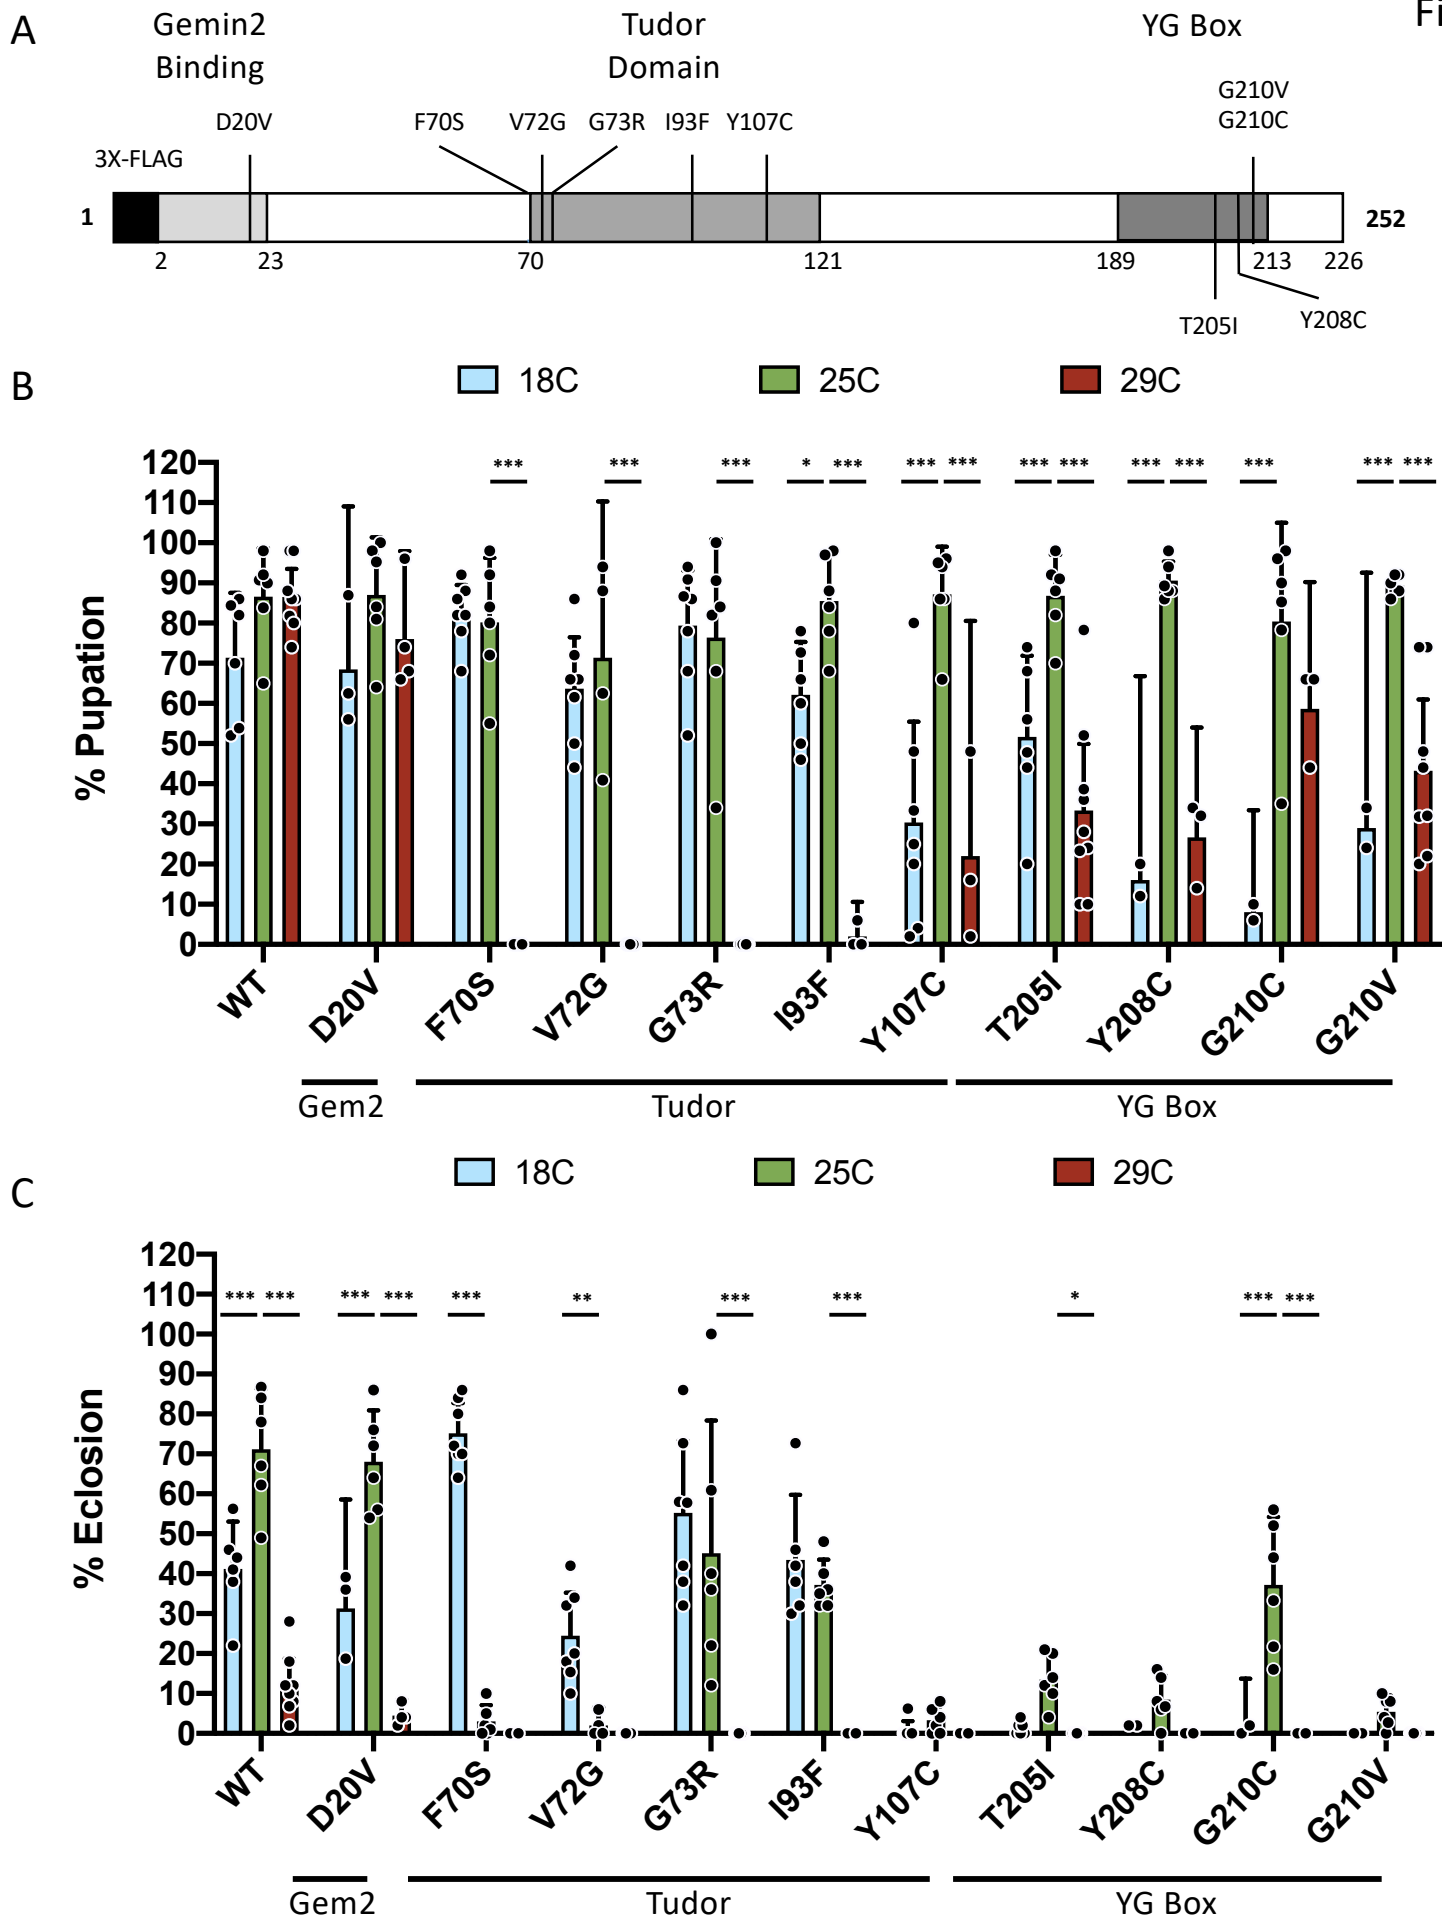 A
Fi
Gemin2 Binding
Tudor Domain
YG Box
G210V
G210C
D20V F70S V72G G73R I93F Y107C
3X-FLAG
1 252
2 23 70 121 189 213 226
T205I Y208C
B
18C 25C 29C
*** *** *** * *** *** *** *** *** *** *** *** *** ***
120
110
100
90
80
70
60
50
40
30
20
10
0
% Pupation
WT D20V F70S V72G G73R I93F Y107C T205I Y208C G210C G210V
Gem2 Tudor YG Box
C
18C 25C 29C
120
110
100
90
80
70
60
50
40
30
20
10
0
*** *** *** *** *** ** *** *** * *** ***
% Eclosion
WT D20V F70S V72G G73R I93F Y107C T205I Y208C G210C G210V
Gem2 Tudor YG Box